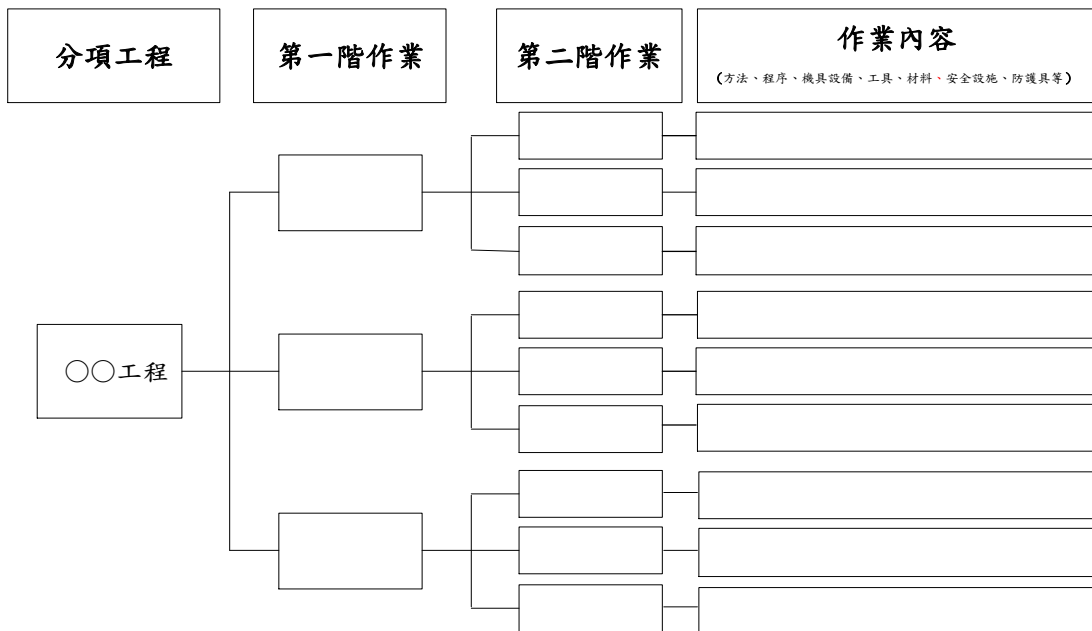 分項工程
第一階作業
第二階作業
作業內容
(方法、程序、機具設備、工具、材料、安全設施、防護具等)
○○工程